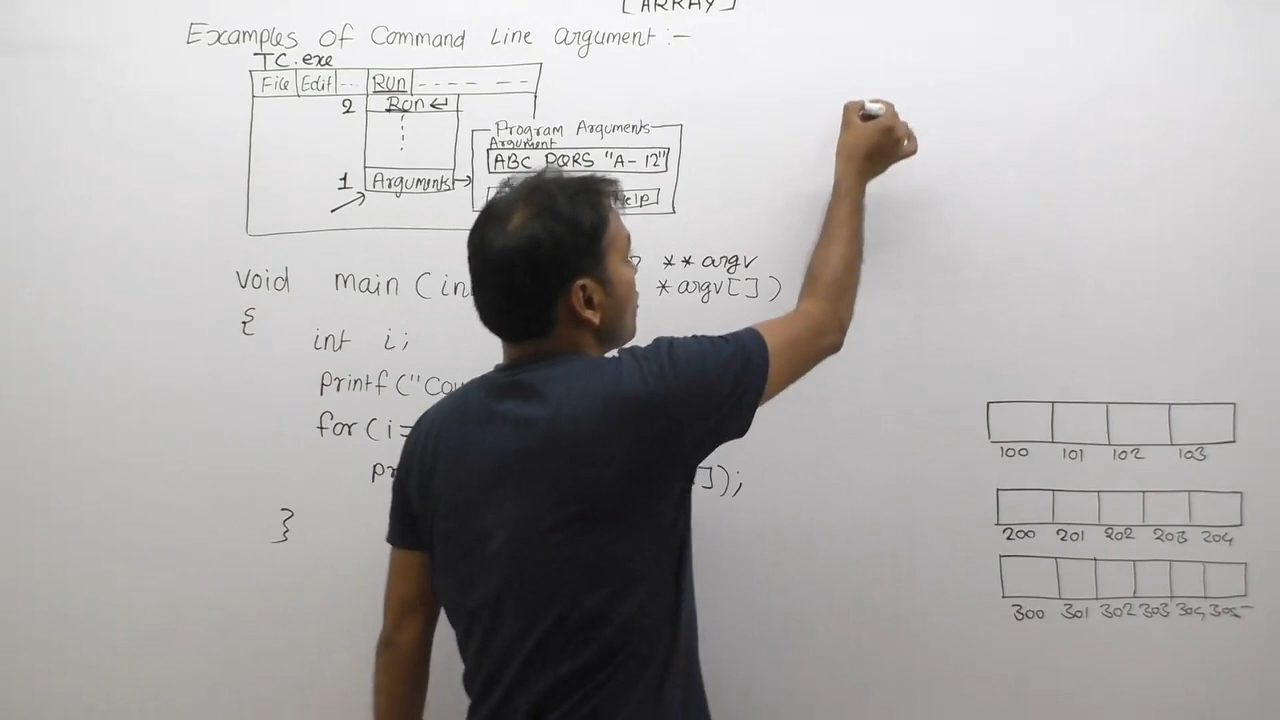 [ARRAY]
Examples of Command Line argument :-
TC.exe
File Edit ... Run - - - - - - -
2 Run ↵
Program Arguments
Argument
ABC PQRS "A-12"
1 Arguments →
Help
** argv
void main (in *argv[])
{
int i;
printf ("Cou
for (i=
pr ]);
}
100 101 102 103
200 201 202 203 204
300 301 302 303 304 305